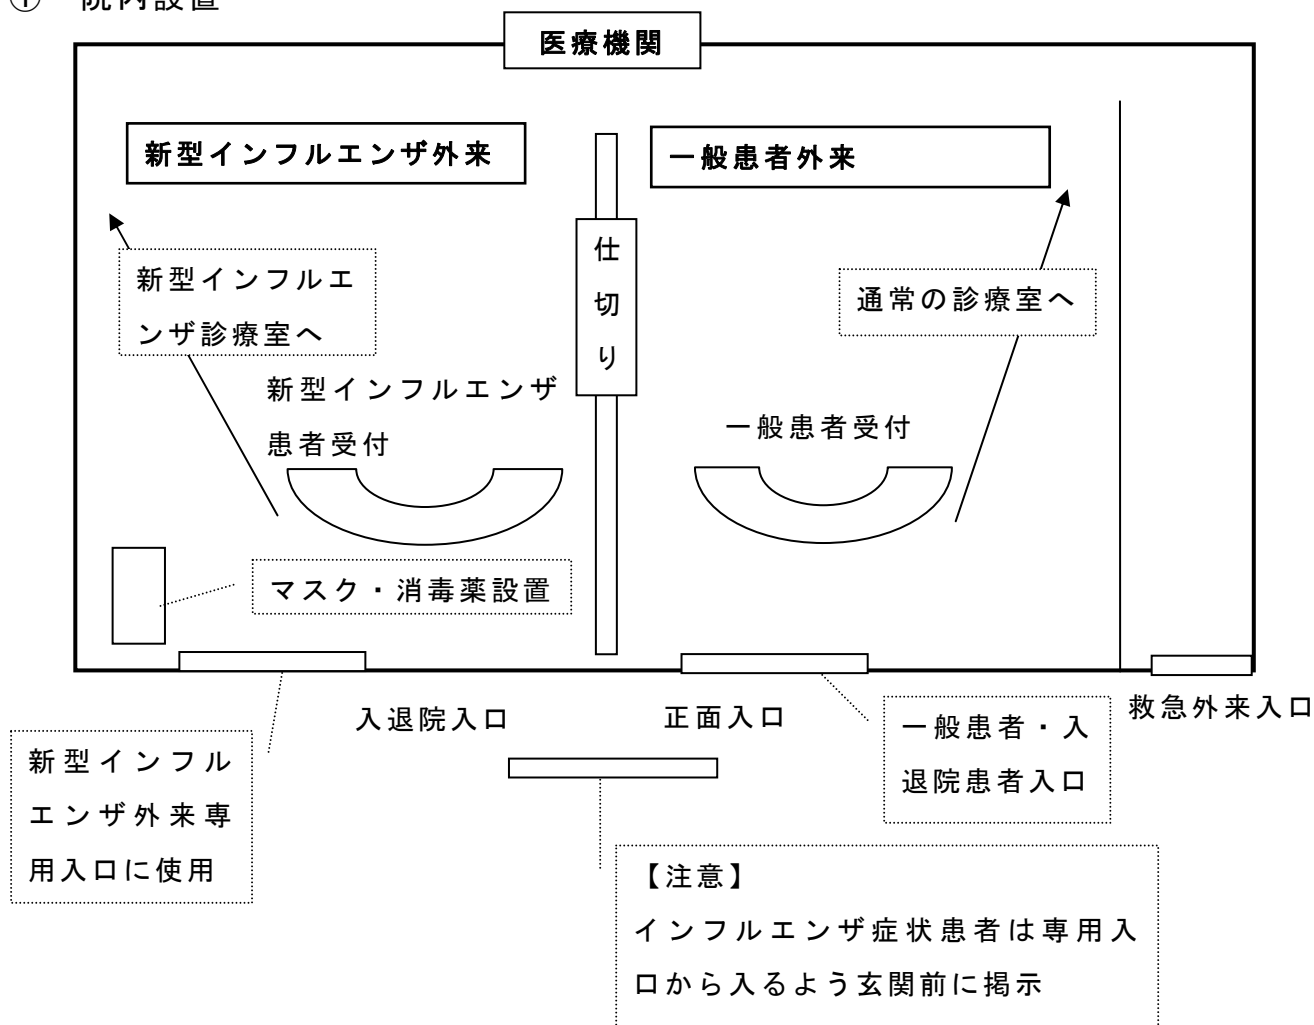 ① 院内設置
医療機関
新型インフルエンザ外来
一般患者外来
仕
切
り
新型インフルエ
ンザ診療室へ
通常の診療室へ
新型インフルエンザ
患者受付
一般患者受付
マスク・消毒薬設置
入退院入口
正面入口
救急外来入口
新型インフル
エンザ外来専
用入口に使用
一般患者・入
退院患者入口
【注意】
インフルエンザ症状患者は専用入
口から入るよう玄関前に掲示